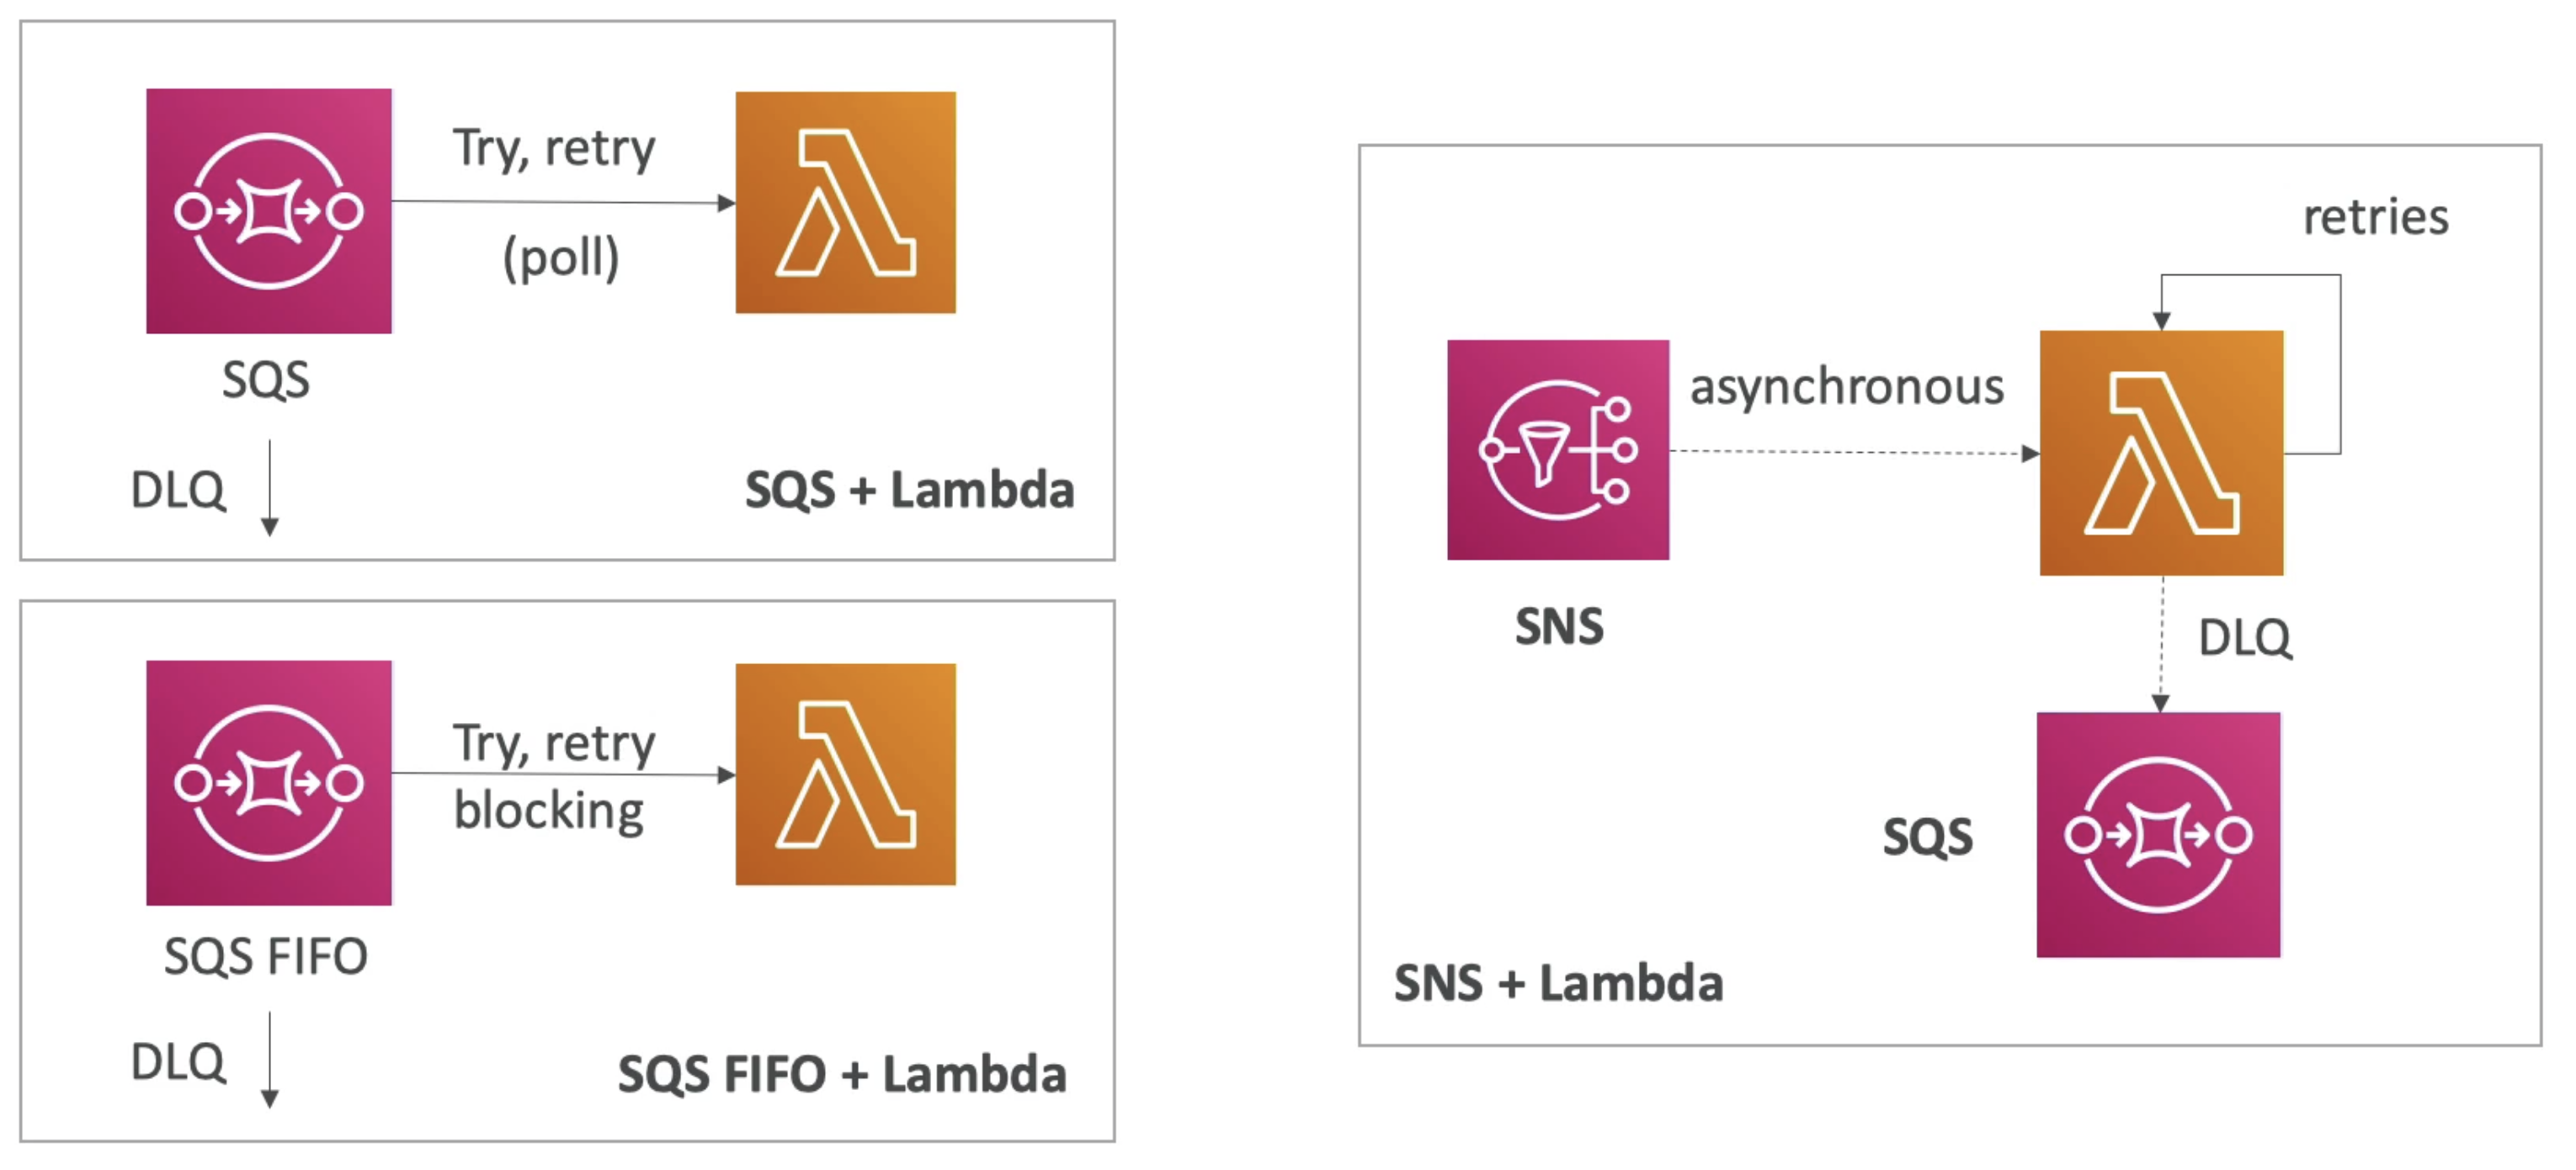 Try, retry
(poll)
SQS
DLQ
SQS + Lambda
Try, retry
blocking
SQS FIFO
DLQ
SQS FIFO + Lambda
retries
asynchronous
SNS
DLQ
SQS
SNS + Lambda